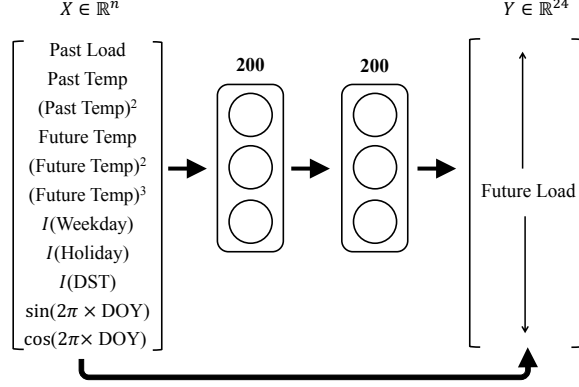 X ∈ ℝⁿ
Y ∈ ℝ²⁴
Past Load
Past Temp
(Past Temp)²
Future Temp
(Future Temp)²
(Future Temp)³
I(Weekday)
I(Holiday)
I(DST)
sin(2π × DOY)
cos(2π× DOY)
200
200
Future Load